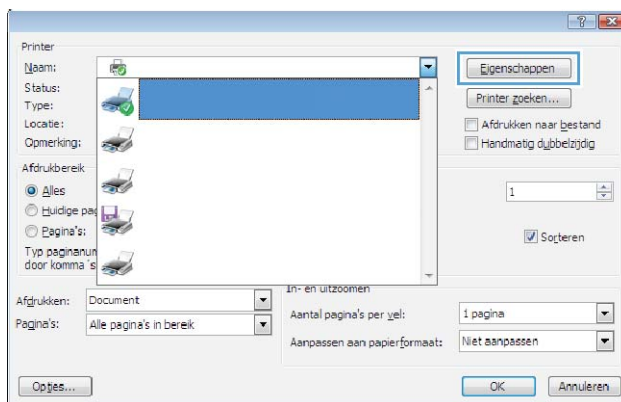 Printer
Naam:
Eigenschappen
Status:
Type:
Printer zoeken...
Locatie:
Afdrukken naar bestand
Opmerking:
Handmatig dubbelzijdig
Afdrukbereik
Alles
1
Huidige pag
Pagina's:
Sorteren
Typ paginanum
door komma 's
In- en uitzoomen
Afdrukken:
Document
Aantal pagina's per vel:
1 pagina
Pagina's:
Alle pagina's in bereik
Aanpassen aan papierformaat:
Niet aanpassen
Opties...
OK
Annuleren